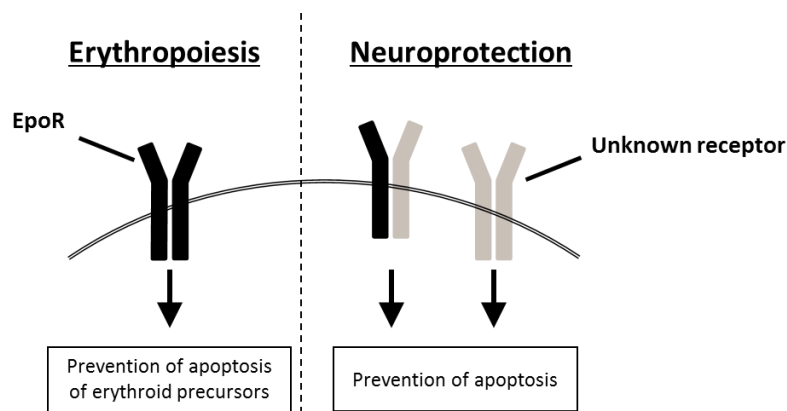 Erythropoiesis
Neuroprotection
EpoR
Unknown receptor
Prevention of apoptosis
of erythroid precursors
Prevention of apoptosis